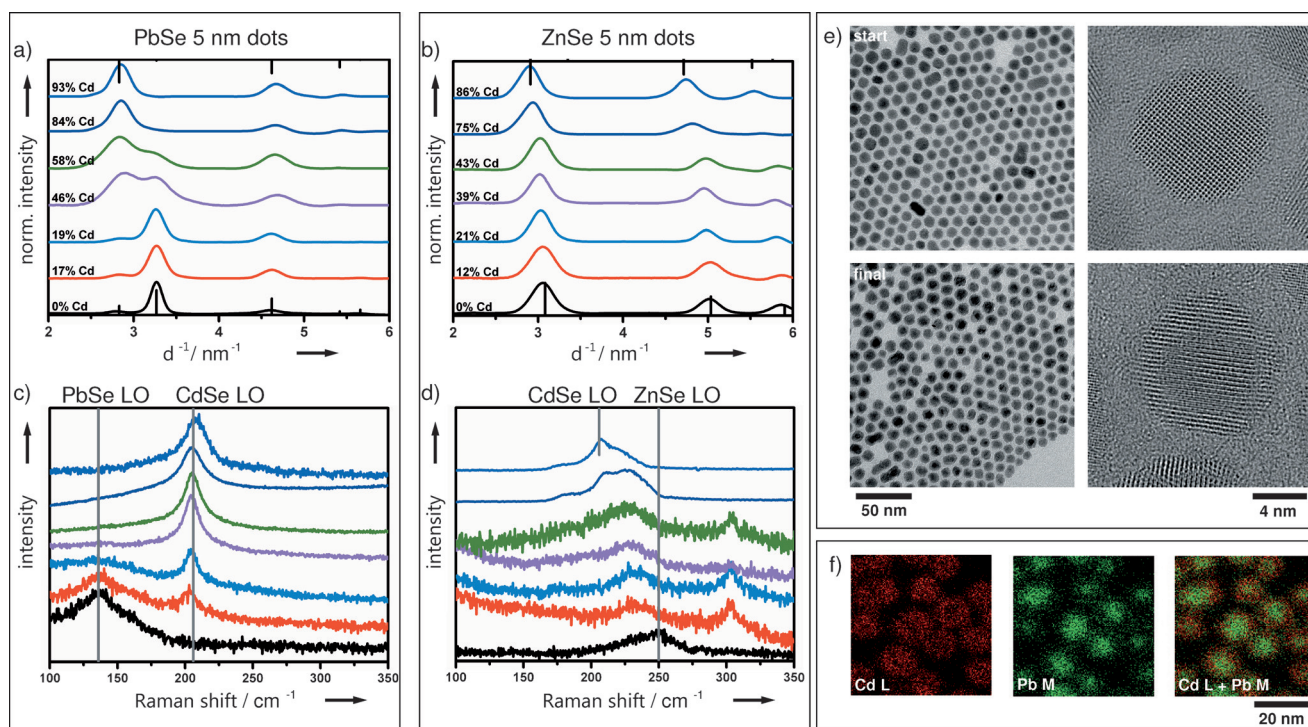 PbSe 5 nm dots
a)
93% Cd
84% Cd
58% Cd
46% Cd
19% Cd
17% Cd
0% Cd
norm. intensity
2 3 4 5 6
d⁻¹/ nm⁻¹
ZnSe 5 nm dots
b)
86% Cd
75% Cd
43% Cd
39% Cd
21% Cd
12% Cd
0% Cd
norm. intensity
2 3 4 5 6
d⁻¹/ nm⁻¹
c)
PbSe LO CdSe LO
intensity
100 150 200 250 300 350
Raman shift / cm⁻¹
d)
CdSe LO ZnSe LO
intensity
100 150 200 250 300 350
Raman shift / cm⁻¹
e)
start
final
50 nm
4 nm
f)
Cd L
Pb M
Cd L + Pb M
20 nm